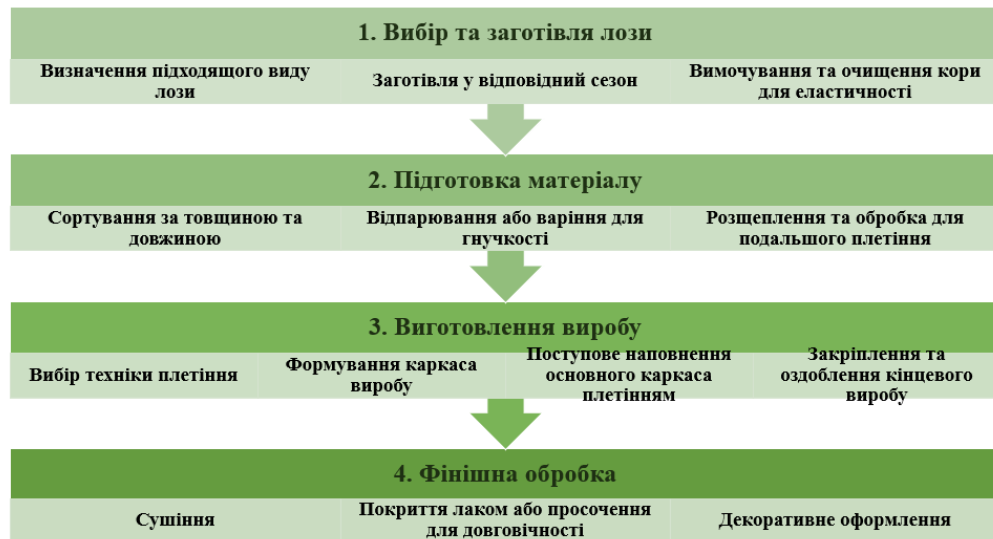 1. Вибір та заготівля лози
Визначення підходящого виду
лози
Заготівля у відповідний сезон
Вимочування та очищення кори
для еластичності
2. Підготовка матеріалу
Сортування за товщиною та
довжиною
Відпарювання або варіння для
гнучкості
Розщеплення та обробка для
подальшого плетіння
3. Виготовлення виробу
Вибір техніки плетіння
Формування каркаса
виробу
Поступове наповнення
основного каркаса
плетінням
Закріплення та
оздоблення кінцевого
виробу
4. Фінішна обробка
Сушіння
Покриття лаком або просочення
для довговічності
Декоративне оформлення